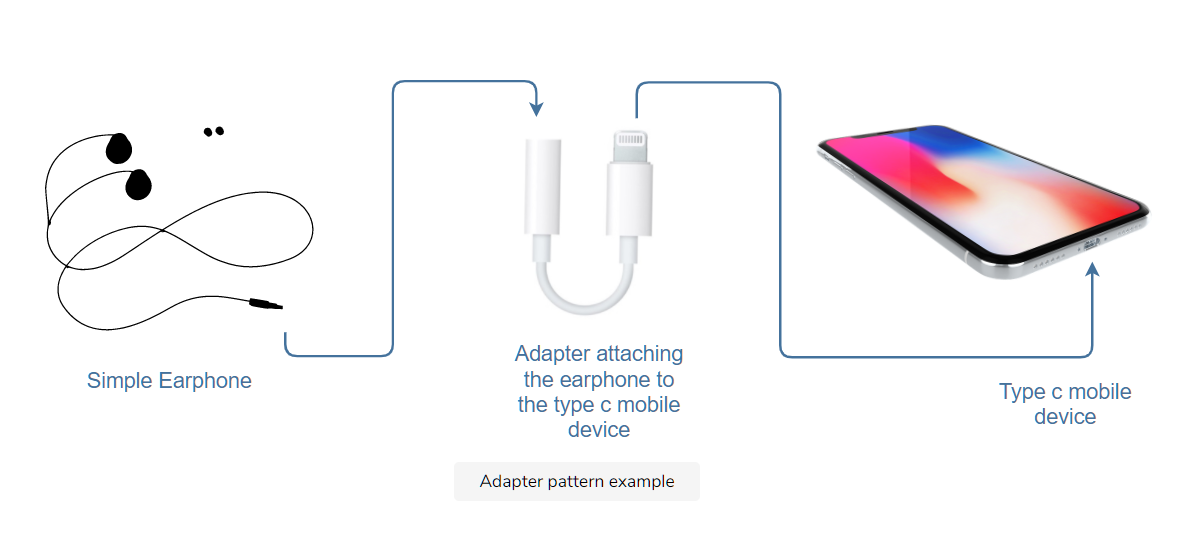 Simple Earphone
Adapter attaching
the earphone to
the type c mobile
device
Type c mobile
device
Adapter pattern example